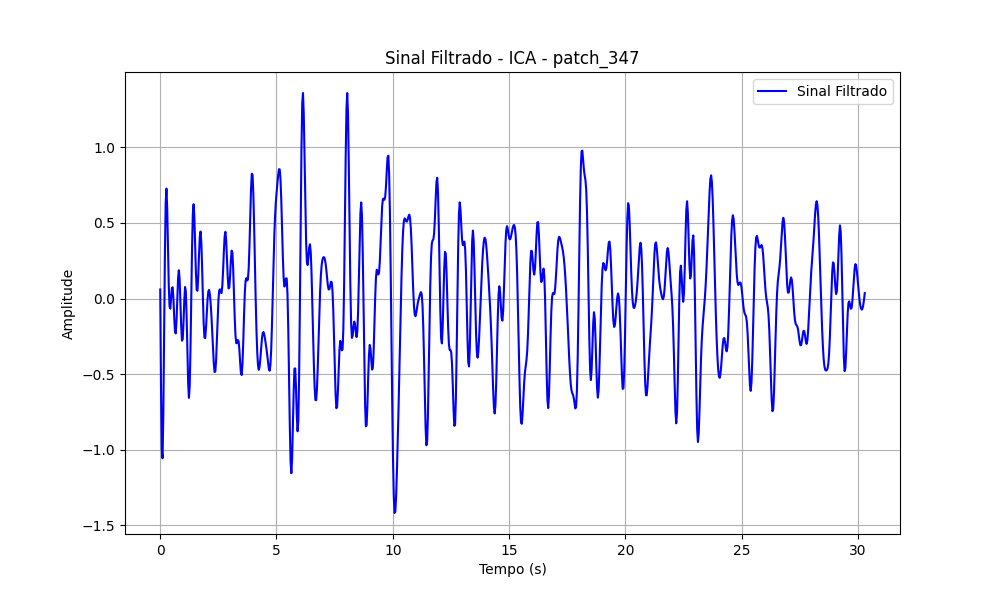 Sinal Filtrado - ICA - patch_347
Sinal Filtrado
1.0
0.5
0.0
−0.5
−1.0
−1.5
Amplitude
0 5 10 15 20 25 30
Tempo (s)